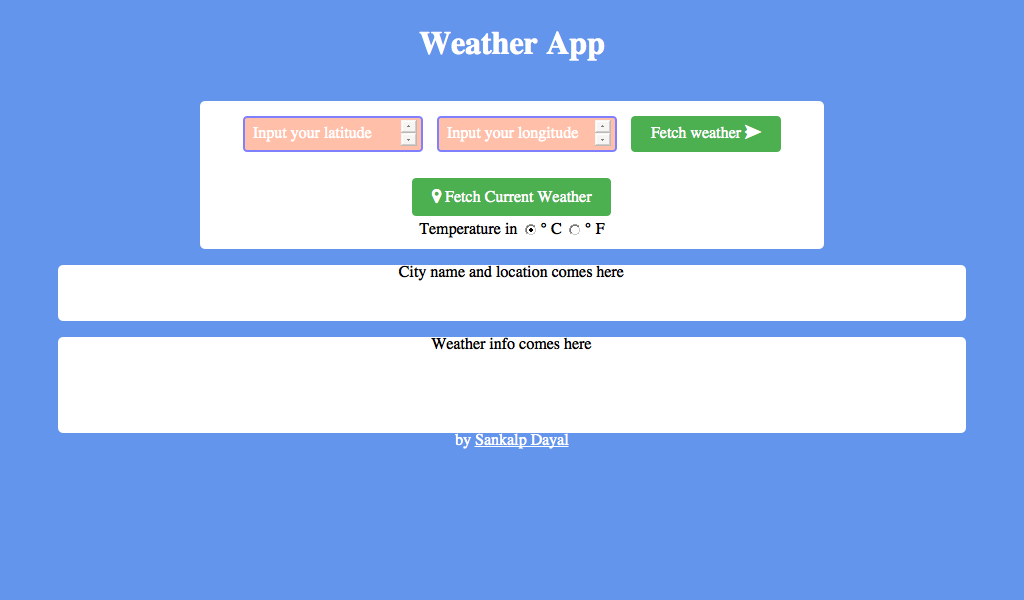 Weather App
Input your latitude Input your longitude Fetch weather
Fetch Current Weather
Temperature in ° C ° F
City name and location comes here
Weather info comes here
by Sankalp Dayal